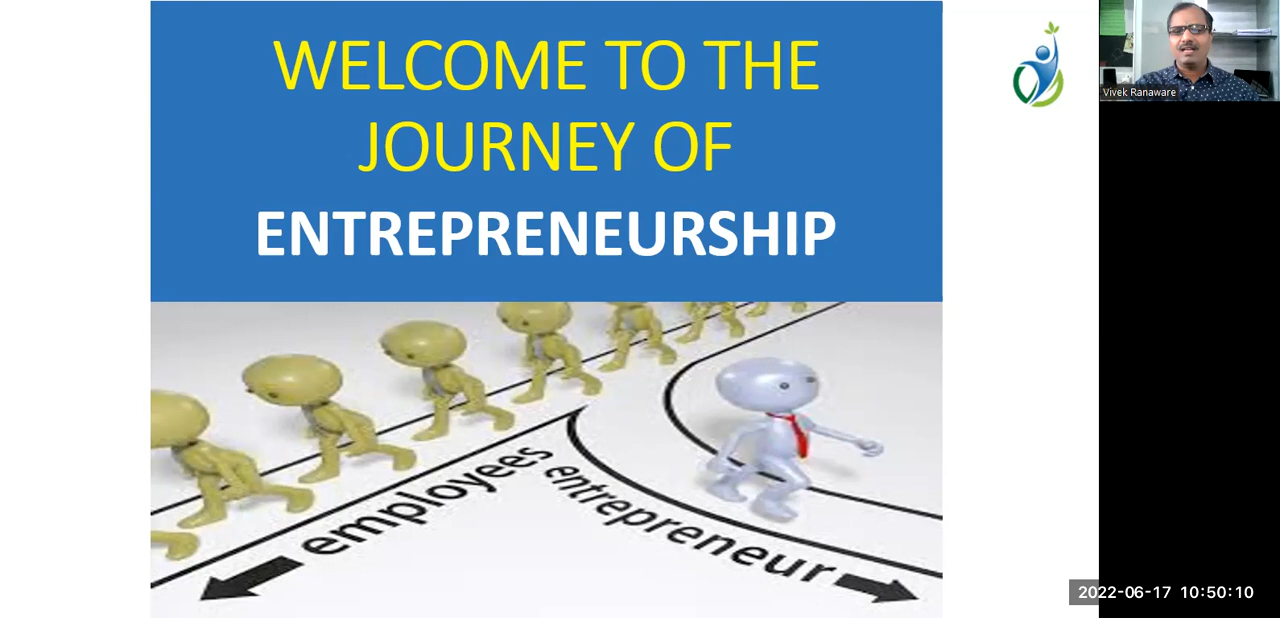 WELCOME TO THE
JOURNEY OF
ENTREPRENEURSHIP
Vivek Ranaware
employees
entrepreneur
2022-06-17 10:50:10